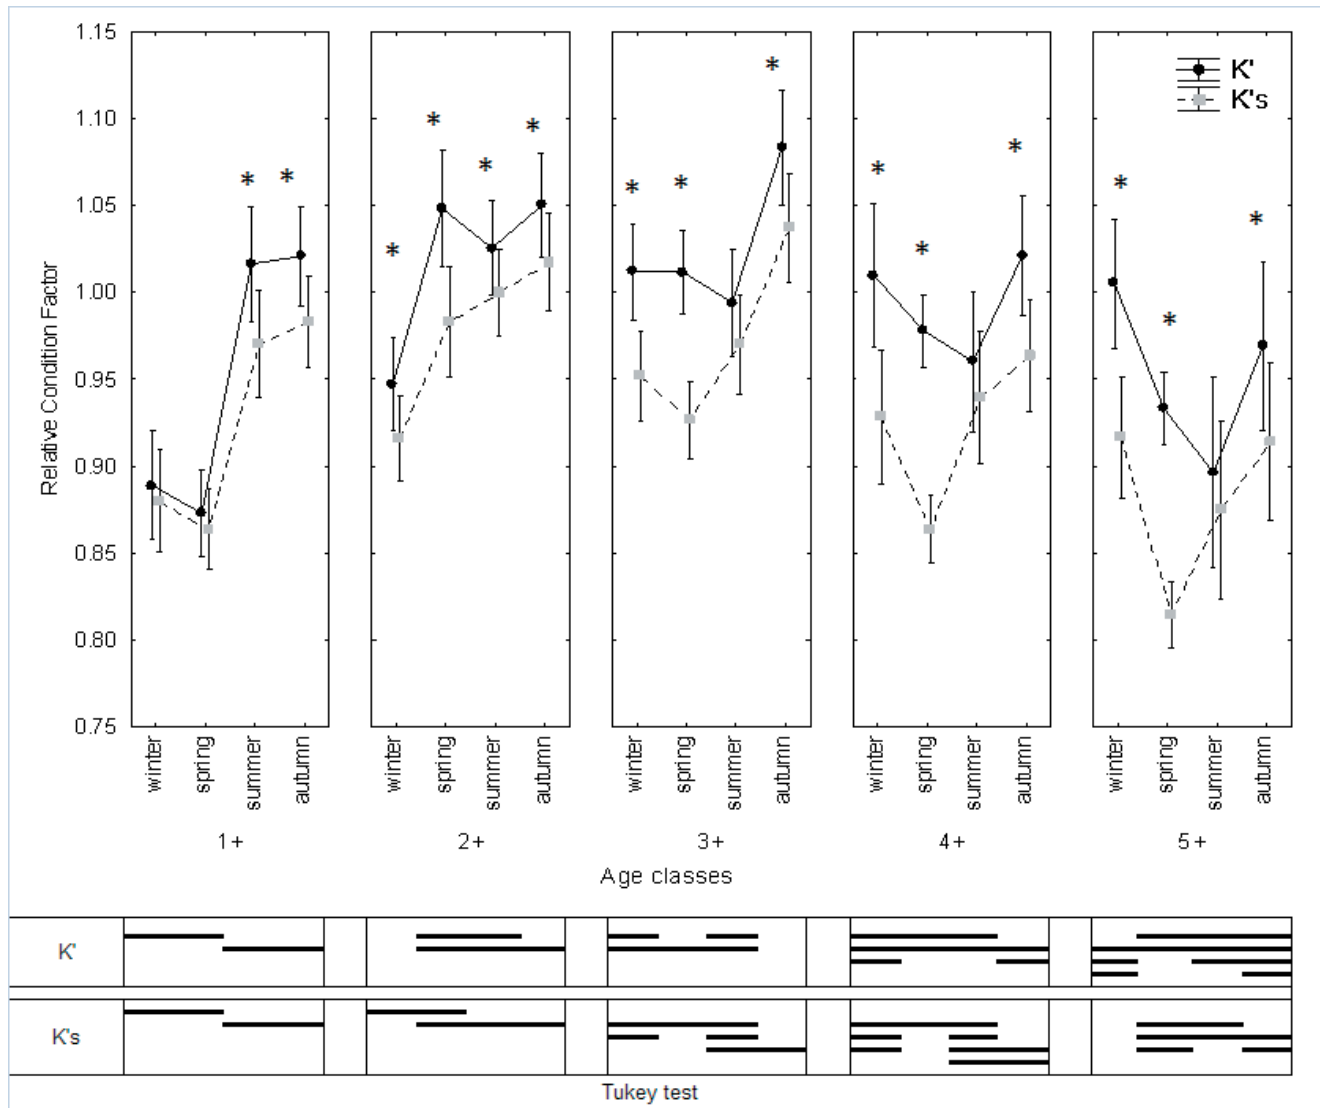 Relative Condition Factor
1.15
1.10
1.05
1.00
0.95
0.90
0.85
0.80
0.75
K'
K's
* * * * * * * * * * * * * * * *
winter spring summer autumn
winter spring summer autumn
winter spring summer autumn
winter spring summer autumn
winter spring summer autumn
1+ 2+ 3+ 4+ 5+
Age classes
K'
K's
Tukey test